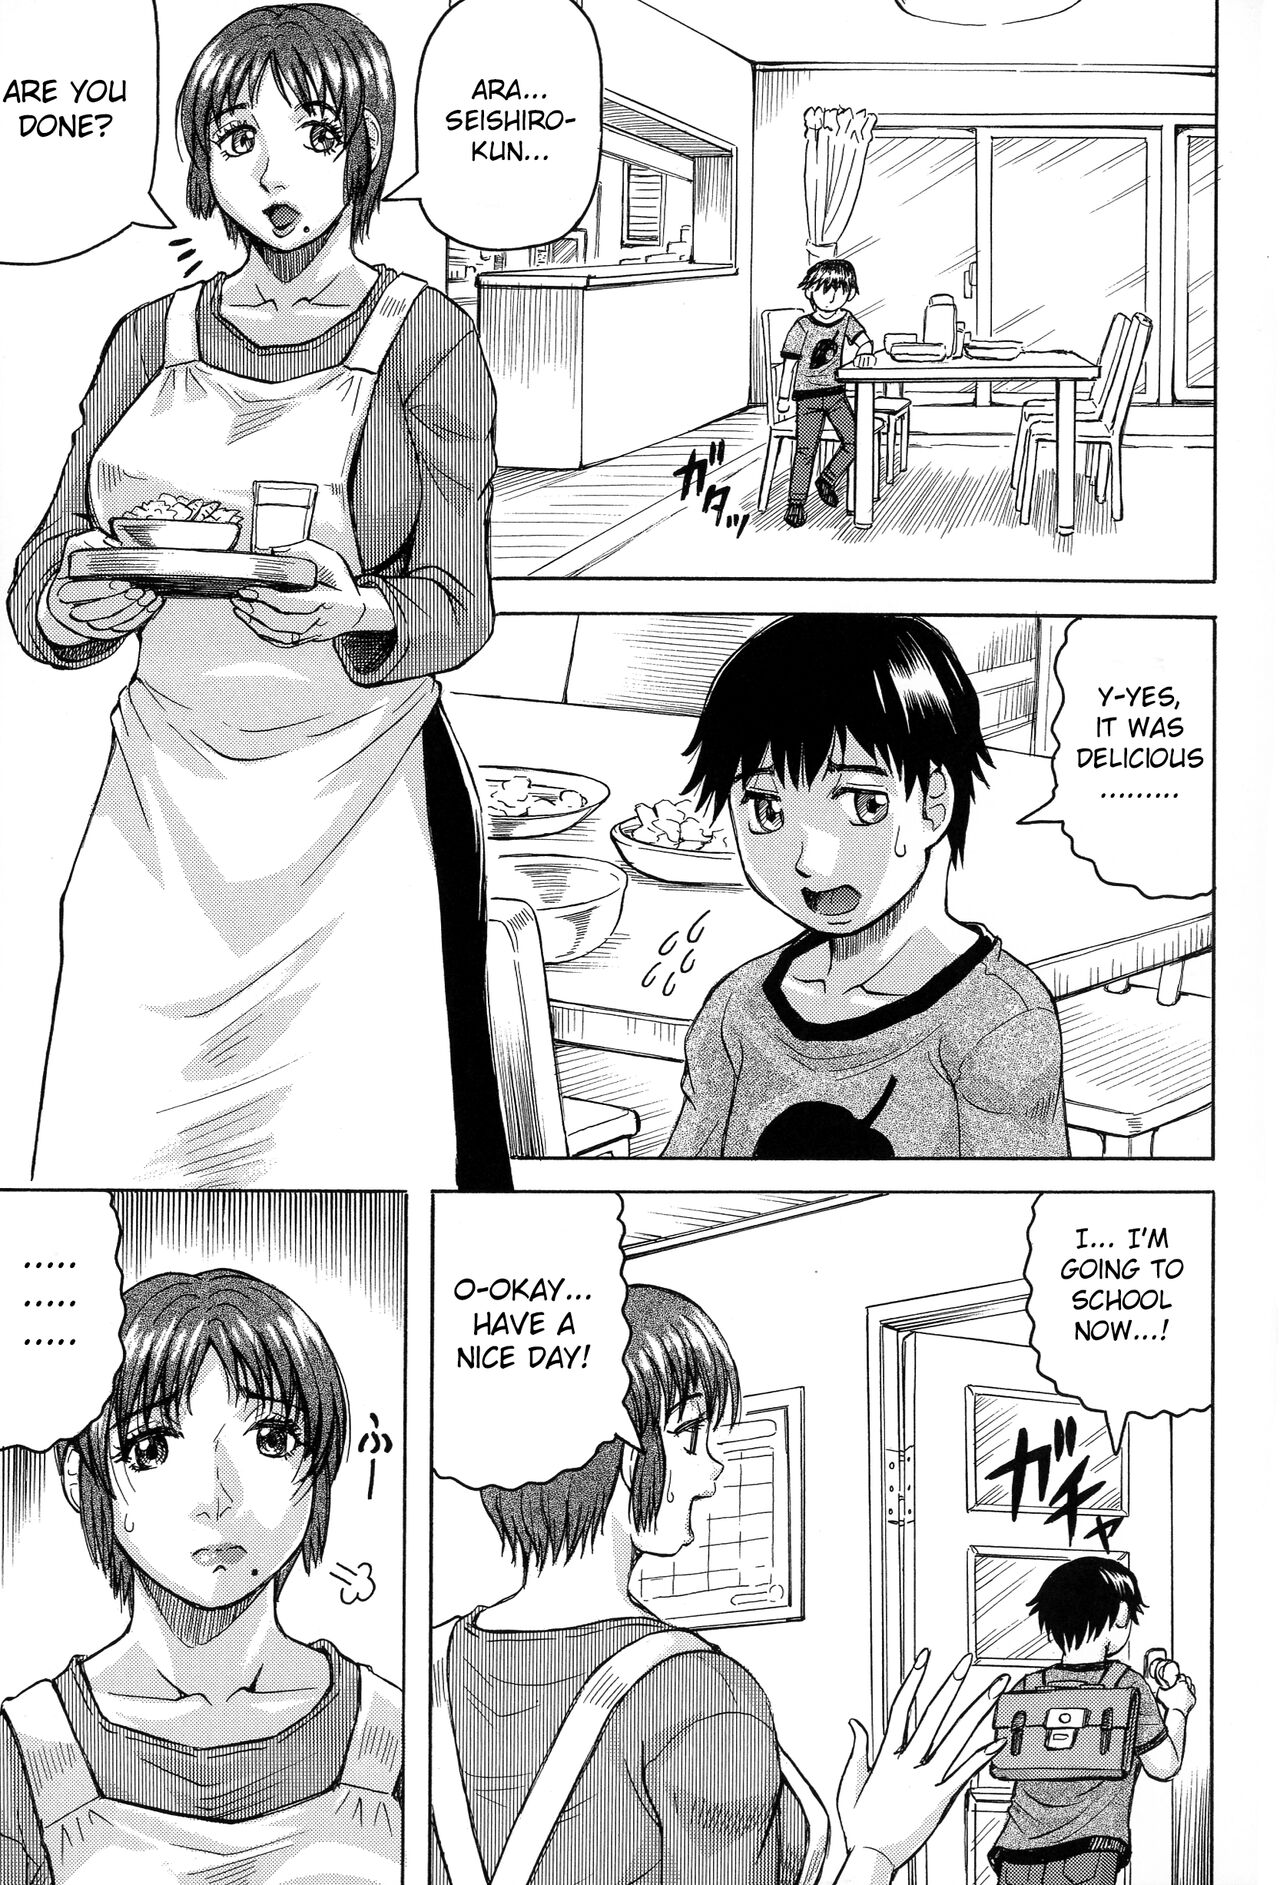 ガタッ
ARA...
SEISHIRO-
KUN...
ARE YOU
DONE?
Y-YES,
IT WAS
DELICIOUS
.........
I... I'M
GOING TO
SCHOOL
NOW...!
ガチャ
O-OKAY...
HAVE A
NICE DAY!
ふー
.....
.....
.....